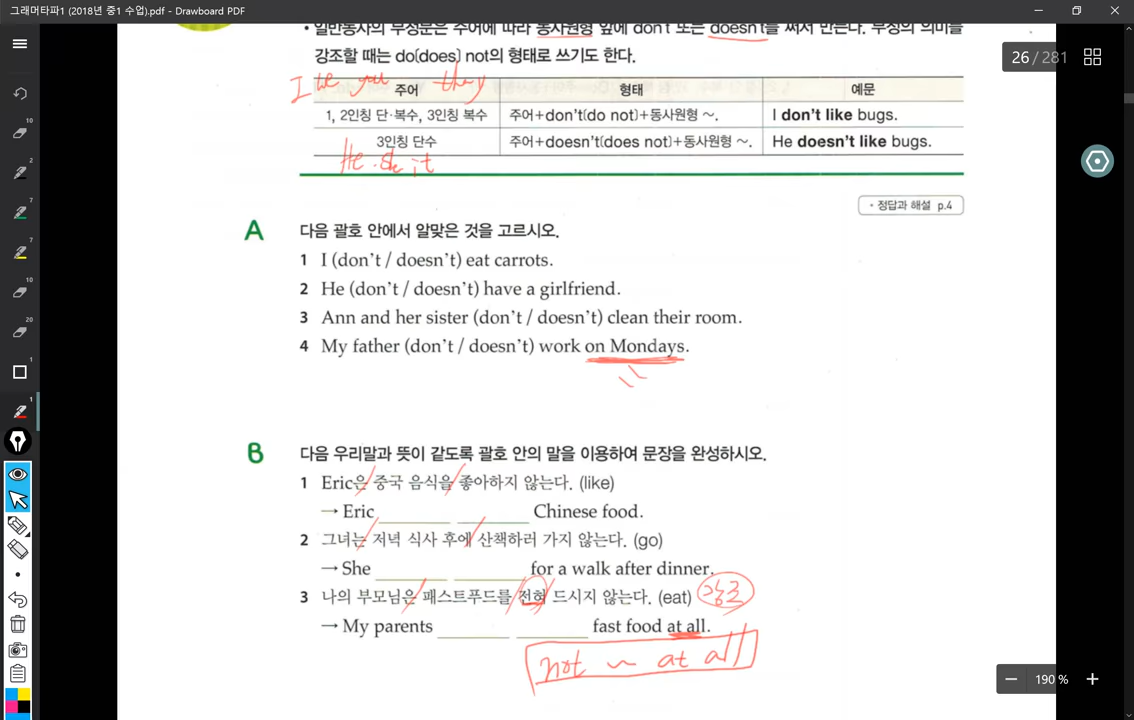 그래머타파1 (2018년 중1 수업).pdf - Drawboard PDF
• 일반동사의 부정문은 주어에 따라 동사원형 앞에 don't 또는 doesn't를 써서 만든다. 부정의 의미를
강조할 때는 do(does) not의 형태로 쓰기도 한다.
26 / 281
I we you they
주어 형태 예문
1, 2인칭 단·복수, 3인칭 복수 주어+don't(do not)+동사원형 ~. I don't like bugs.
3인칭 단수 주어+doesn't(does not)+동사원형 ~. He doesn't like bugs.
He. she it
• 정답과 해설 p.4
A 다음 괄호 안에서 알맞은 것을 고르시오.
1 I (don't / doesn't) eat carrots.
2 He (don't / doesn't) have a girlfriend.
3 Ann and her sister (don't / doesn't) clean their room.
4 My father (don't / doesn't) work on Mondays.
B 다음 우리말과 뜻이 같도록 괄호 안의 말을 이용하여 문장을 완성하시오.
1 Eric은 중국 음식을 좋아하지 않는다. (like)
→ Eric Chinese food.
2 그녀는 저녁 식사 후에 산책하러 가지 않는다. (go)
→ She for a walk after dinner.
3 나의 부모님은 패스트푸드를 전혀 드시지 않는다. (eat) 강조
→ My parents fast food at all.
not ~ at all
190 %
10
2
7
7
10
20
1
1